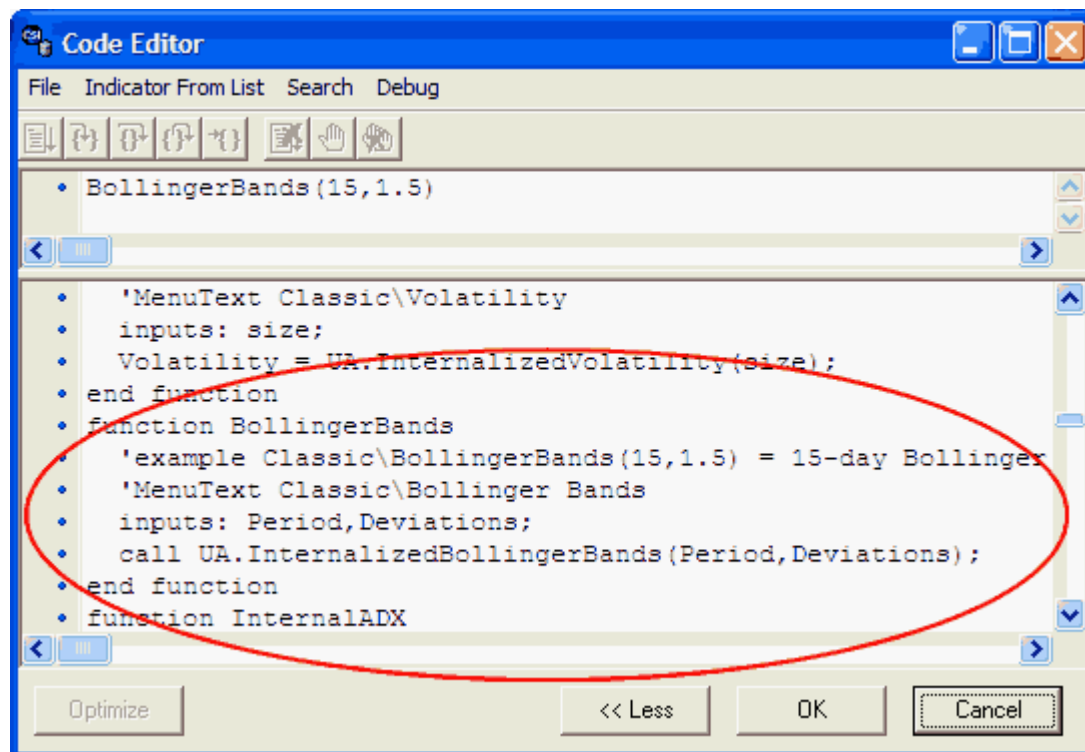 Code Editor
File Indicator From List Search Debug
BollingerBands(15,1.5)
'MenuText Classic\Volatility
inputs: size;
Volatility = UA.InternalizedVolatility(size);
end function
function BollingerBands
'example Classic\BollingerBands(15,1.5) = 15-day Bollinger
'MenuText Classic\Bollinger Bands
inputs: Period,Deviations;
call UA.InternalizedBollingerBands(Period,Deviations);
end function
function InternalADX
Optimize << Less OK Cancel